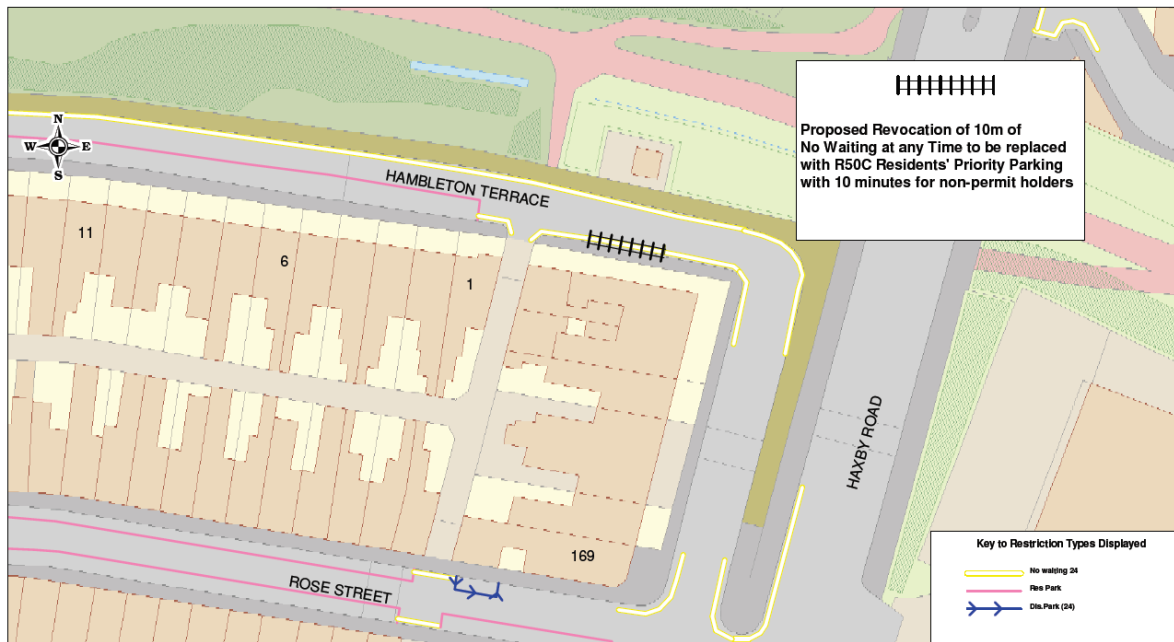 Proposed Revocation of 10m of
No Waiting at any Time to be replaced
with R50C Residents' Priority Parking
with 10 minutes for non-permit holders
N
W E
S
HAMBLETON TERRACE
11
6
1
HAXBY ROAD
169
ROSE STREET
Key to Restriction Types Displayed
No waiting 24
Res Park
Dis.Park (24)